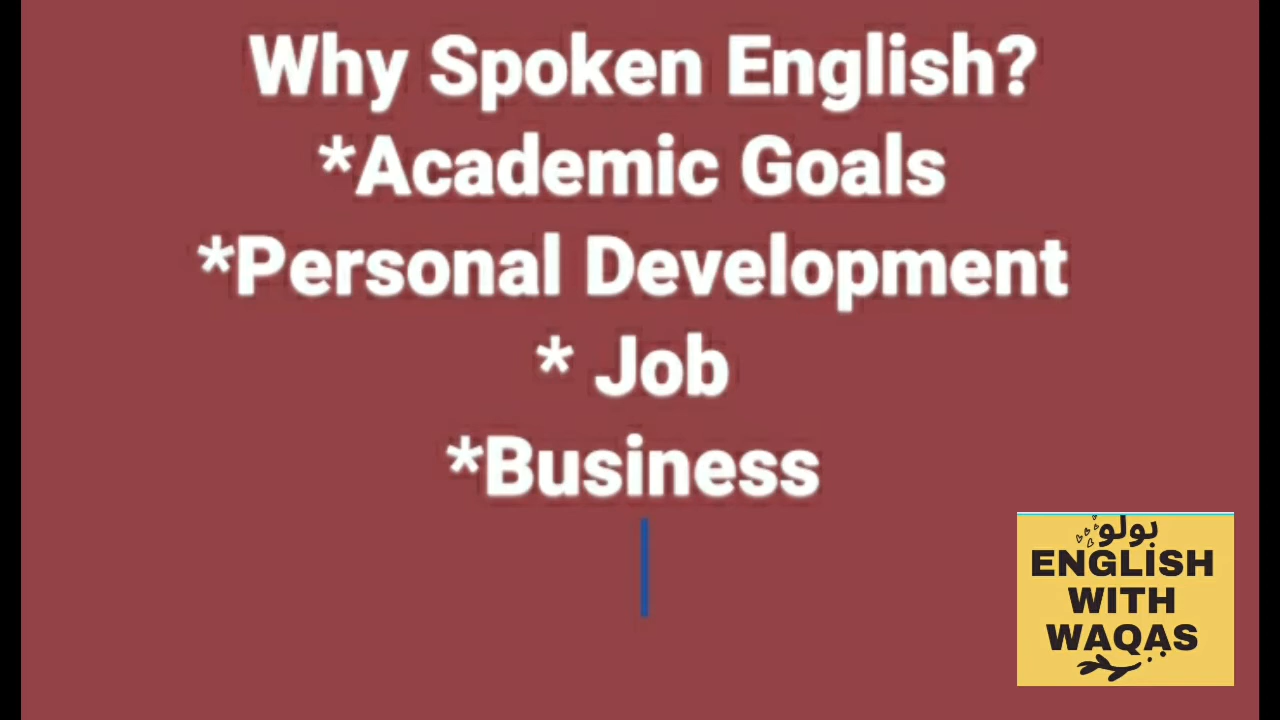 Why Spoken English?
*Academic Goals
*Personal Development
* Job
*Business
بولو
ENGLISH
WITH
WAQAS